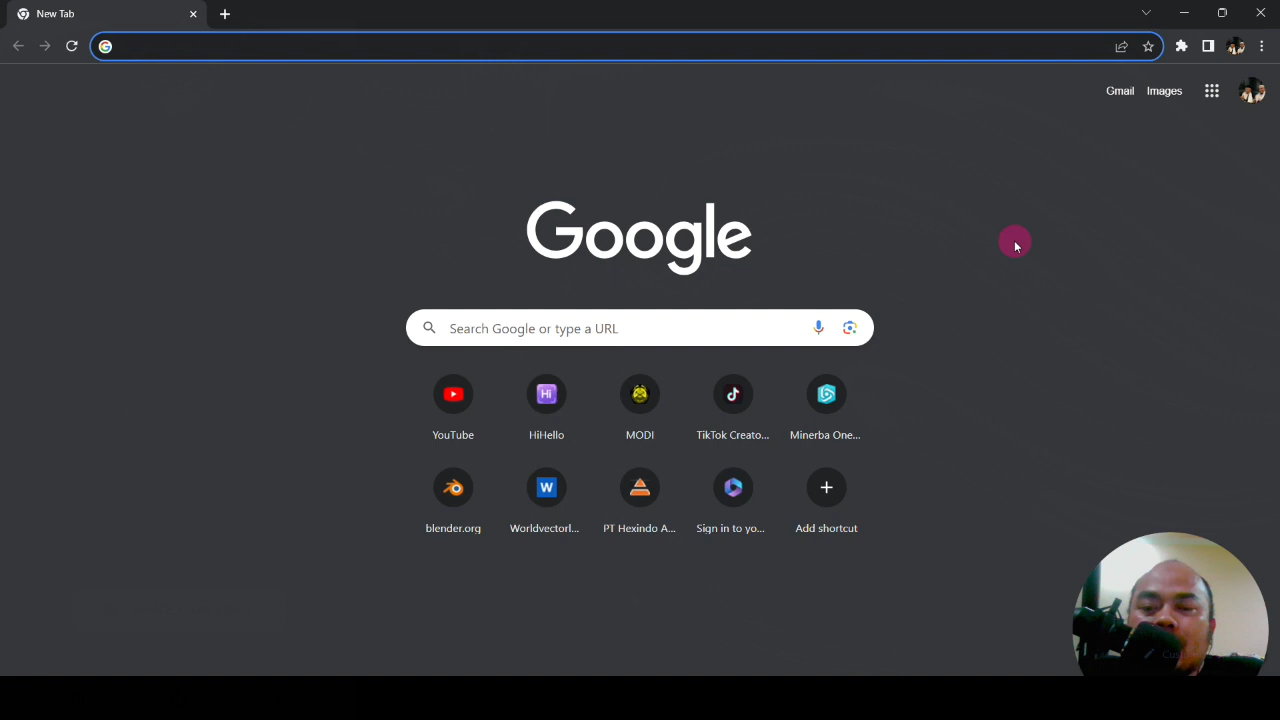 New Tab
Gmail Images
Google
Search Google or type a URL
Hi W
YouTube HiHello MODI TikTok Creato... Minerba One...
blender.org Worldvectorl... PT Hexindo A... Sign in to yo... Add shortcut